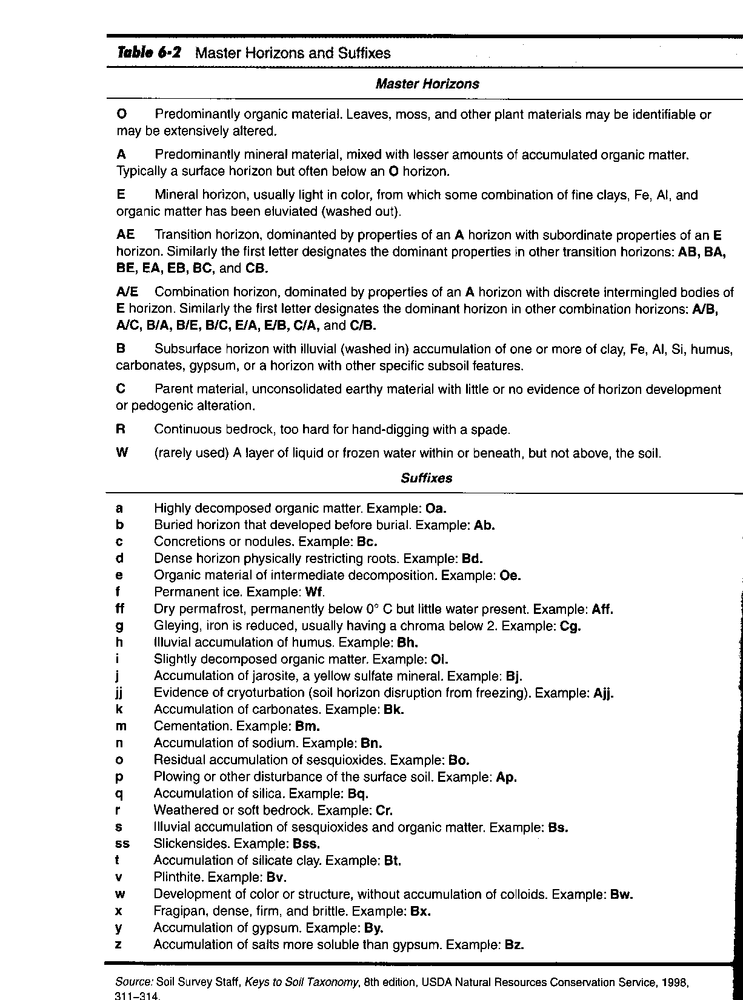 Table 6-2 Master Horizons and Suffixes
Master Horizons
O Predominantly organic material. Leaves, moss, and other plant materials may be identifiable or
may be extensively altered.
A Predominantly mineral material, mixed with lesser amounts of accumulated organic matter.
Typically a surface horizon but often below an O horizon.
E Mineral horizon, usually light in color, from which some combination of fine clays, Fe, Al, and
organic matter has been eluviated (washed out).
AE Transition horizon, dominanted by properties of an A horizon with subordinate properties of an E
horizon. Similarly the first letter designates the dominant properties in other transition horizons: AB, BA,
BE, EA, EB, BC, and CB.
A/E Combination horizon, dominated by properties of an A horizon with discrete intermingled bodies of
E horizon. Similarly the first letter designates the dominant horizon in other combination horizons: A/B,
A/C, B/A, B/E, B/C, E/A, E/B, C/A, and C/B.
B Subsurface horizon with illuvial (washed in) accumulation of one or more of clay, Fe, Al, Si, humus,
carbonates, gypsum, or a horizon with other specific subsoil features.
C Parent material, unconsolidated earthy material with little or no evidence of horizon development
or pedogenic alteration.
R Continuous bedrock, too hard for hand-digging with a spade.
W (rarely used) A layer of liquid or frozen water within or beneath, but not above, the soil.
Suffixes
a Highly decomposed organic matter. Example: Oa.
b Buried horizon that developed before burial. Example: Ab.
c Concretions or nodules. Example: Bc.
d Dense horizon physically restricting roots. Example: Bd.
e Organic material of intermediate decomposition. Example: Oe.
f Permanent ice. Example: Wf.
ff Dry permafrost, permanently below 0° C but little water present. Example: Aff.
g Gleying, iron is reduced, usually having a chroma below 2. Example: Cg.
h Illuvial accumulation of humus. Example: Bh.
i Slightly decomposed organic matter. Example: Oi.
j Accumulation of jarosite, a yellow sulfate mineral. Example: Bj.
jj Evidence of cryoturbation (soil horizon disruption from freezing). Example: Ajj.
k Accumulation of carbonates. Example: Bk.
m Cementation. Example: Bm.
n Accumulation of sodium. Example: Bn.
o Residual accumulation of sesquioxides. Example: Bo.
p Plowing or other disturbance of the surface soil. Example: Ap.
q Accumulation of silica. Example: Bq.
r Weathered or soft bedrock. Example: Cr.
s Illuvial accumulation of sesquioxides and organic matter. Example: Bs.
ss Slickensides. Example: Bss.
t Accumulation of silicate clay. Example: Bt.
v Plinthite. Example: Bv.
w Development of color or structure, without accumulation of colloids. Example: Bw.
x Fragipan, dense, firm, and brittle. Example: Bx.
y Accumulation of gypsum. Example: By.
z Accumulation of salts more soluble than gypsum. Example: Bz.
Source: Soil Survey Staff, Keys to Soil Taxonomy, 8th edition, USDA Natural Resources Conservation Service, 1998,
311–314.